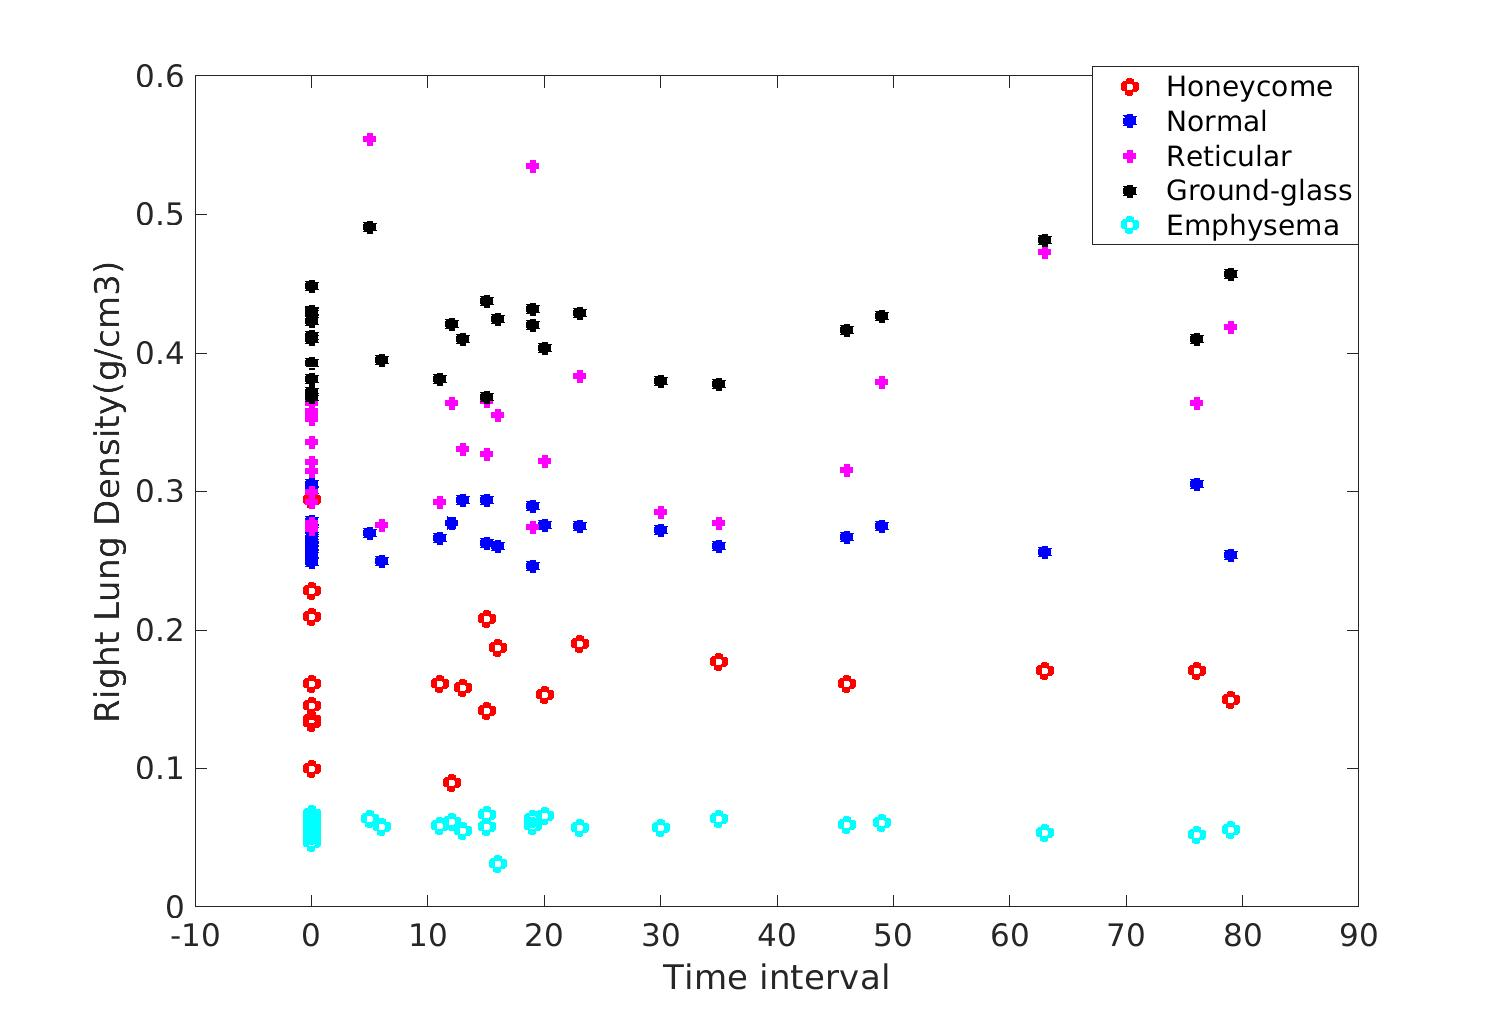 0.6
0.5
0.4
0.3
0.2
0.1
0
Right Lung Density(g/cm3)
Honeycome
Normal
Reticular
Ground-glass
Emphysema
-10 0 10 20 30 40 50 60 70 80 90
Time interval